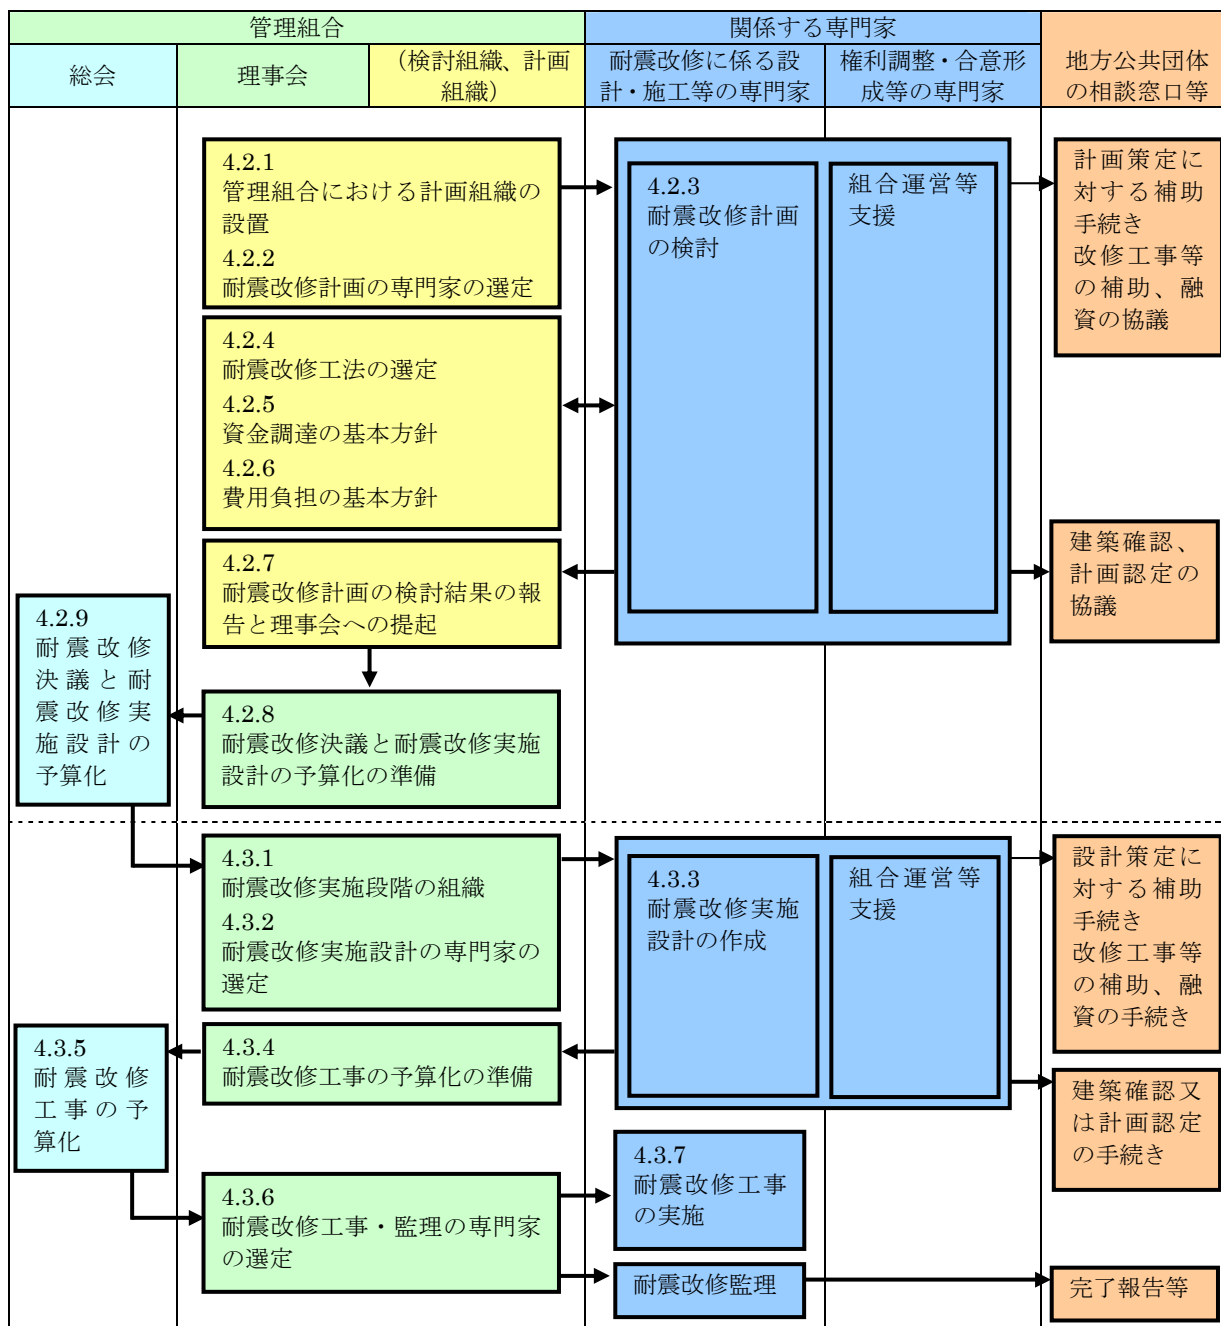 管理組合
関係する専門家
地方公共団体
の相談窓口等
総会
理事会
（検討組織、計画
組織）
耐震改修に係る設
計・施工等の専門家
権利調整・合意形
成等の専門家
4.2.1
管理組合における計画組織の
設置
4.2.2
耐震改修計画の専門家の選定
4.2.3
耐震改修計画
の検討
組合運営等
支援
計画策定に
対する補助
手続き
改修工事等
の補助、融
資の協議
4.2.4
耐震改修工法の選定
4.2.5
資金調達の基本方針
4.2.6
費用負担の基本方針
4.2.7
耐震改修計画の検討結果の報
告と理事会への提起
建築確認、
計画認定の
協議
4.2.9
耐震改修
決議と耐
震改修実
施設計の
予算化
4.2.8
耐震改修決議と耐震改修実施
設計の予算化の準備
4.3.1
耐震改修実施段階の組織
4.3.2
耐震改修実施設計の専門家の
選定
4.3.3
耐震改修実施
設計の作成
組合運営等
支援
設計策定に
対する補助
手続き
改修工事等
の補助、融
資の手続き
4.3.5
耐震改修
工事の予
算化
4.3.4
耐震改修工事の予算化の準備
建築確認又
は計画認定
の手続き
4.3.6
耐震改修工事・監理の専門家
の選定
4.3.7
耐震改修工事
の実施
耐震改修監理
完了報告等